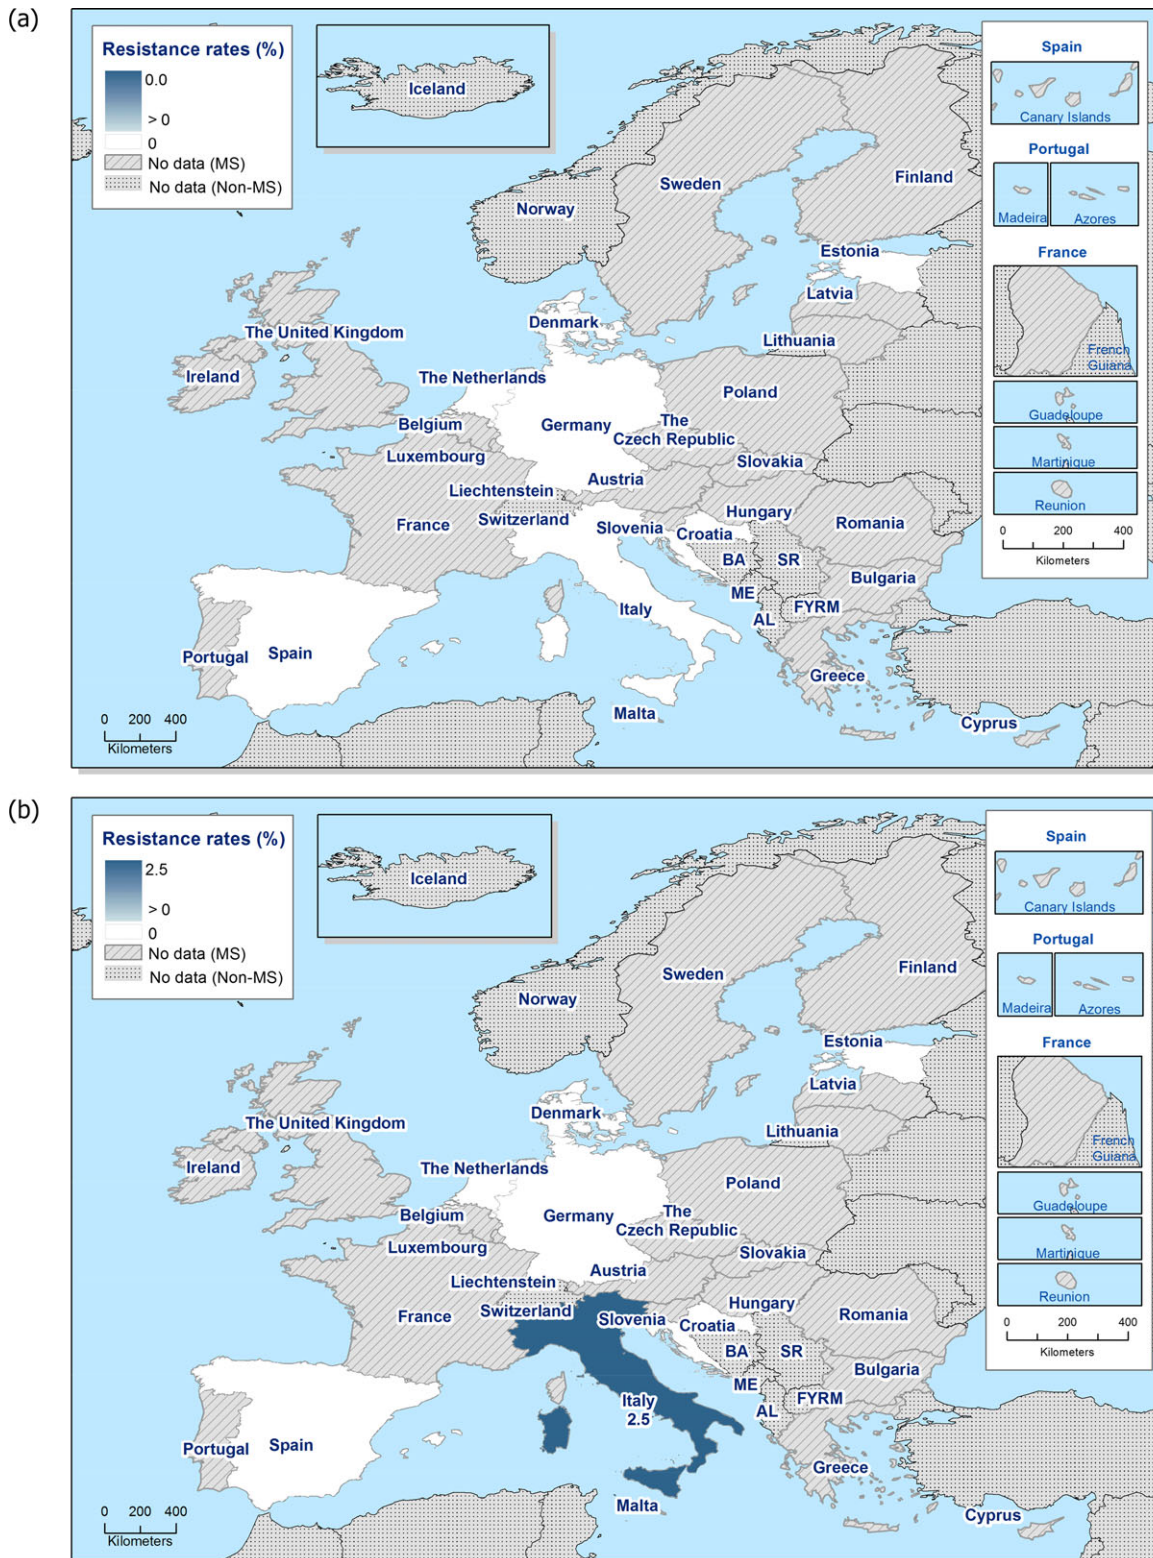 (a)
Resistance rates (%)
0.0
> 0
0
No data (MS)
No data (Non-MS)
Iceland
Norway
Sweden
Finland
Estonia
Latvia
Lithuania
Denmark
The United Kingdom
Ireland
The Netherlands
Belgium
Luxembourg
Germany
Poland
The
Czech Republic
Slovakia
Austria
Liechtenstein
Switzerland
France
Hungary
Slovenia
Croatia
Romania
BA
SR
Bulgaria
ME
FYRM
AL
Italy
Greece
Portugal
Spain
Malta
Cyprus
0 200 400
Kilometers
Spain
Canary Islands
Portugal
Madeira
Azores
France
French
Guiana
Guadeloupe
Martinique
Reunion
0 200 400
Kilometers
(b)
Resistance rates (%)
2.5
> 0
0
No data (MS)
No data (Non-MS)
Iceland
Norway
Sweden
Finland
Estonia
Latvia
Lithuania
Denmark
The United Kingdom
Ireland
The Netherlands
Belgium
Luxembourg
Germany
Poland
The
Czech Republic
Slovakia
Austria
Liechtenstein
Switzerland
France
Hungary
Slovenia
Croatia
Romania
BA
SR
Bulgaria
ME
FYRM
AL
Italy
2.5
Greece
Portugal
Spain
Malta
Cyprus
0 200 400
Kilometers
Spain
Canary Islands
Portugal
Madeira
Azores
France
French
Guiana
Guadeloupe
Martinique
Reunion
0 200 400
Kilometers